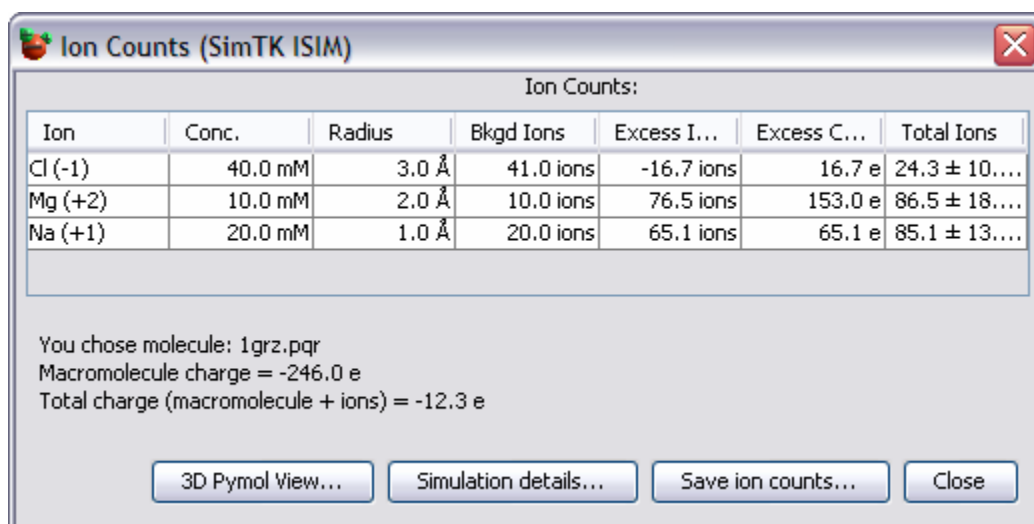 Ion Counts (SimTK ISIM)
Ion Counts:
Ion Conc. Radius Bkgd Ions Excess I... Excess C... Total Ions
Cl (-1) 40.0 mM 3.0 Å 41.0 ions -16.7 ions 16.7 e 24.3 ± 10....
Mg (+2) 10.0 mM 2.0 Å 10.0 ions 76.5 ions 153.0 e 86.5 ± 18....
Na (+1) 20.0 mM 1.0 Å 20.0 ions 65.1 ions 65.1 e 85.1 ± 13....
You chose molecule: 1grz.pqr
Macromolecule charge = -246.0 e
Total charge (macromolecule + ions) = -12.3 e
3D Pymol View... Simulation details... Save ion counts... Close